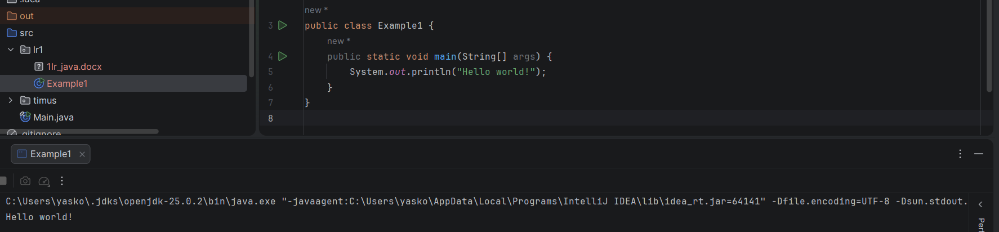 .idea
out
src
lr1
1lr_java.docx
Example1
timus
Main.java
.gitignore
new *
3 public class Example1 {
new *
4 public static void main(String[] args) {
5 System.out.println("Hello world!");
6 }
7 }
8
Example1
C:\Users\yasko\.jdks\openjdk-25.0.2\bin\java.exe "-javaagent:C:\Users\yasko\AppData\Local\Programs\IntelliJ IDEA\lib\idea_rt.jar=64141" -Dfile.encoding=UTF-8 -Dsun.stdout.
Hello world!